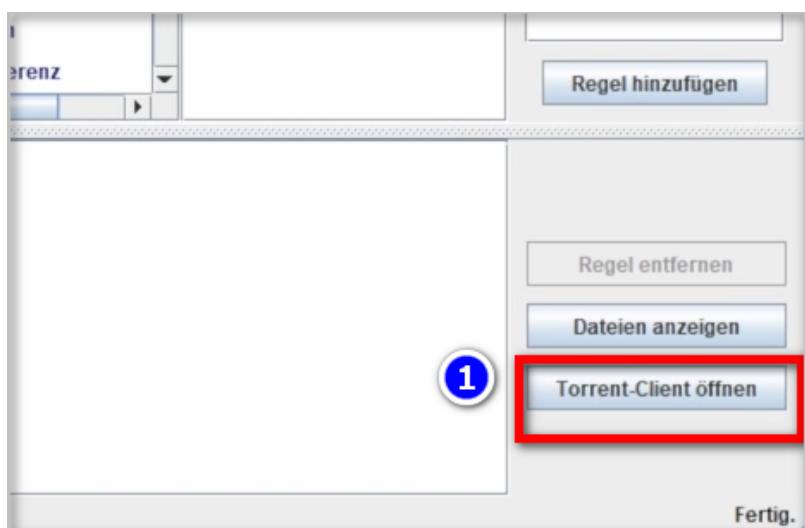 erenz
Regel hinzufügen
Regel entfernen
Dateien anzeigen
1
Torrent-Client öffnen
Fertig.